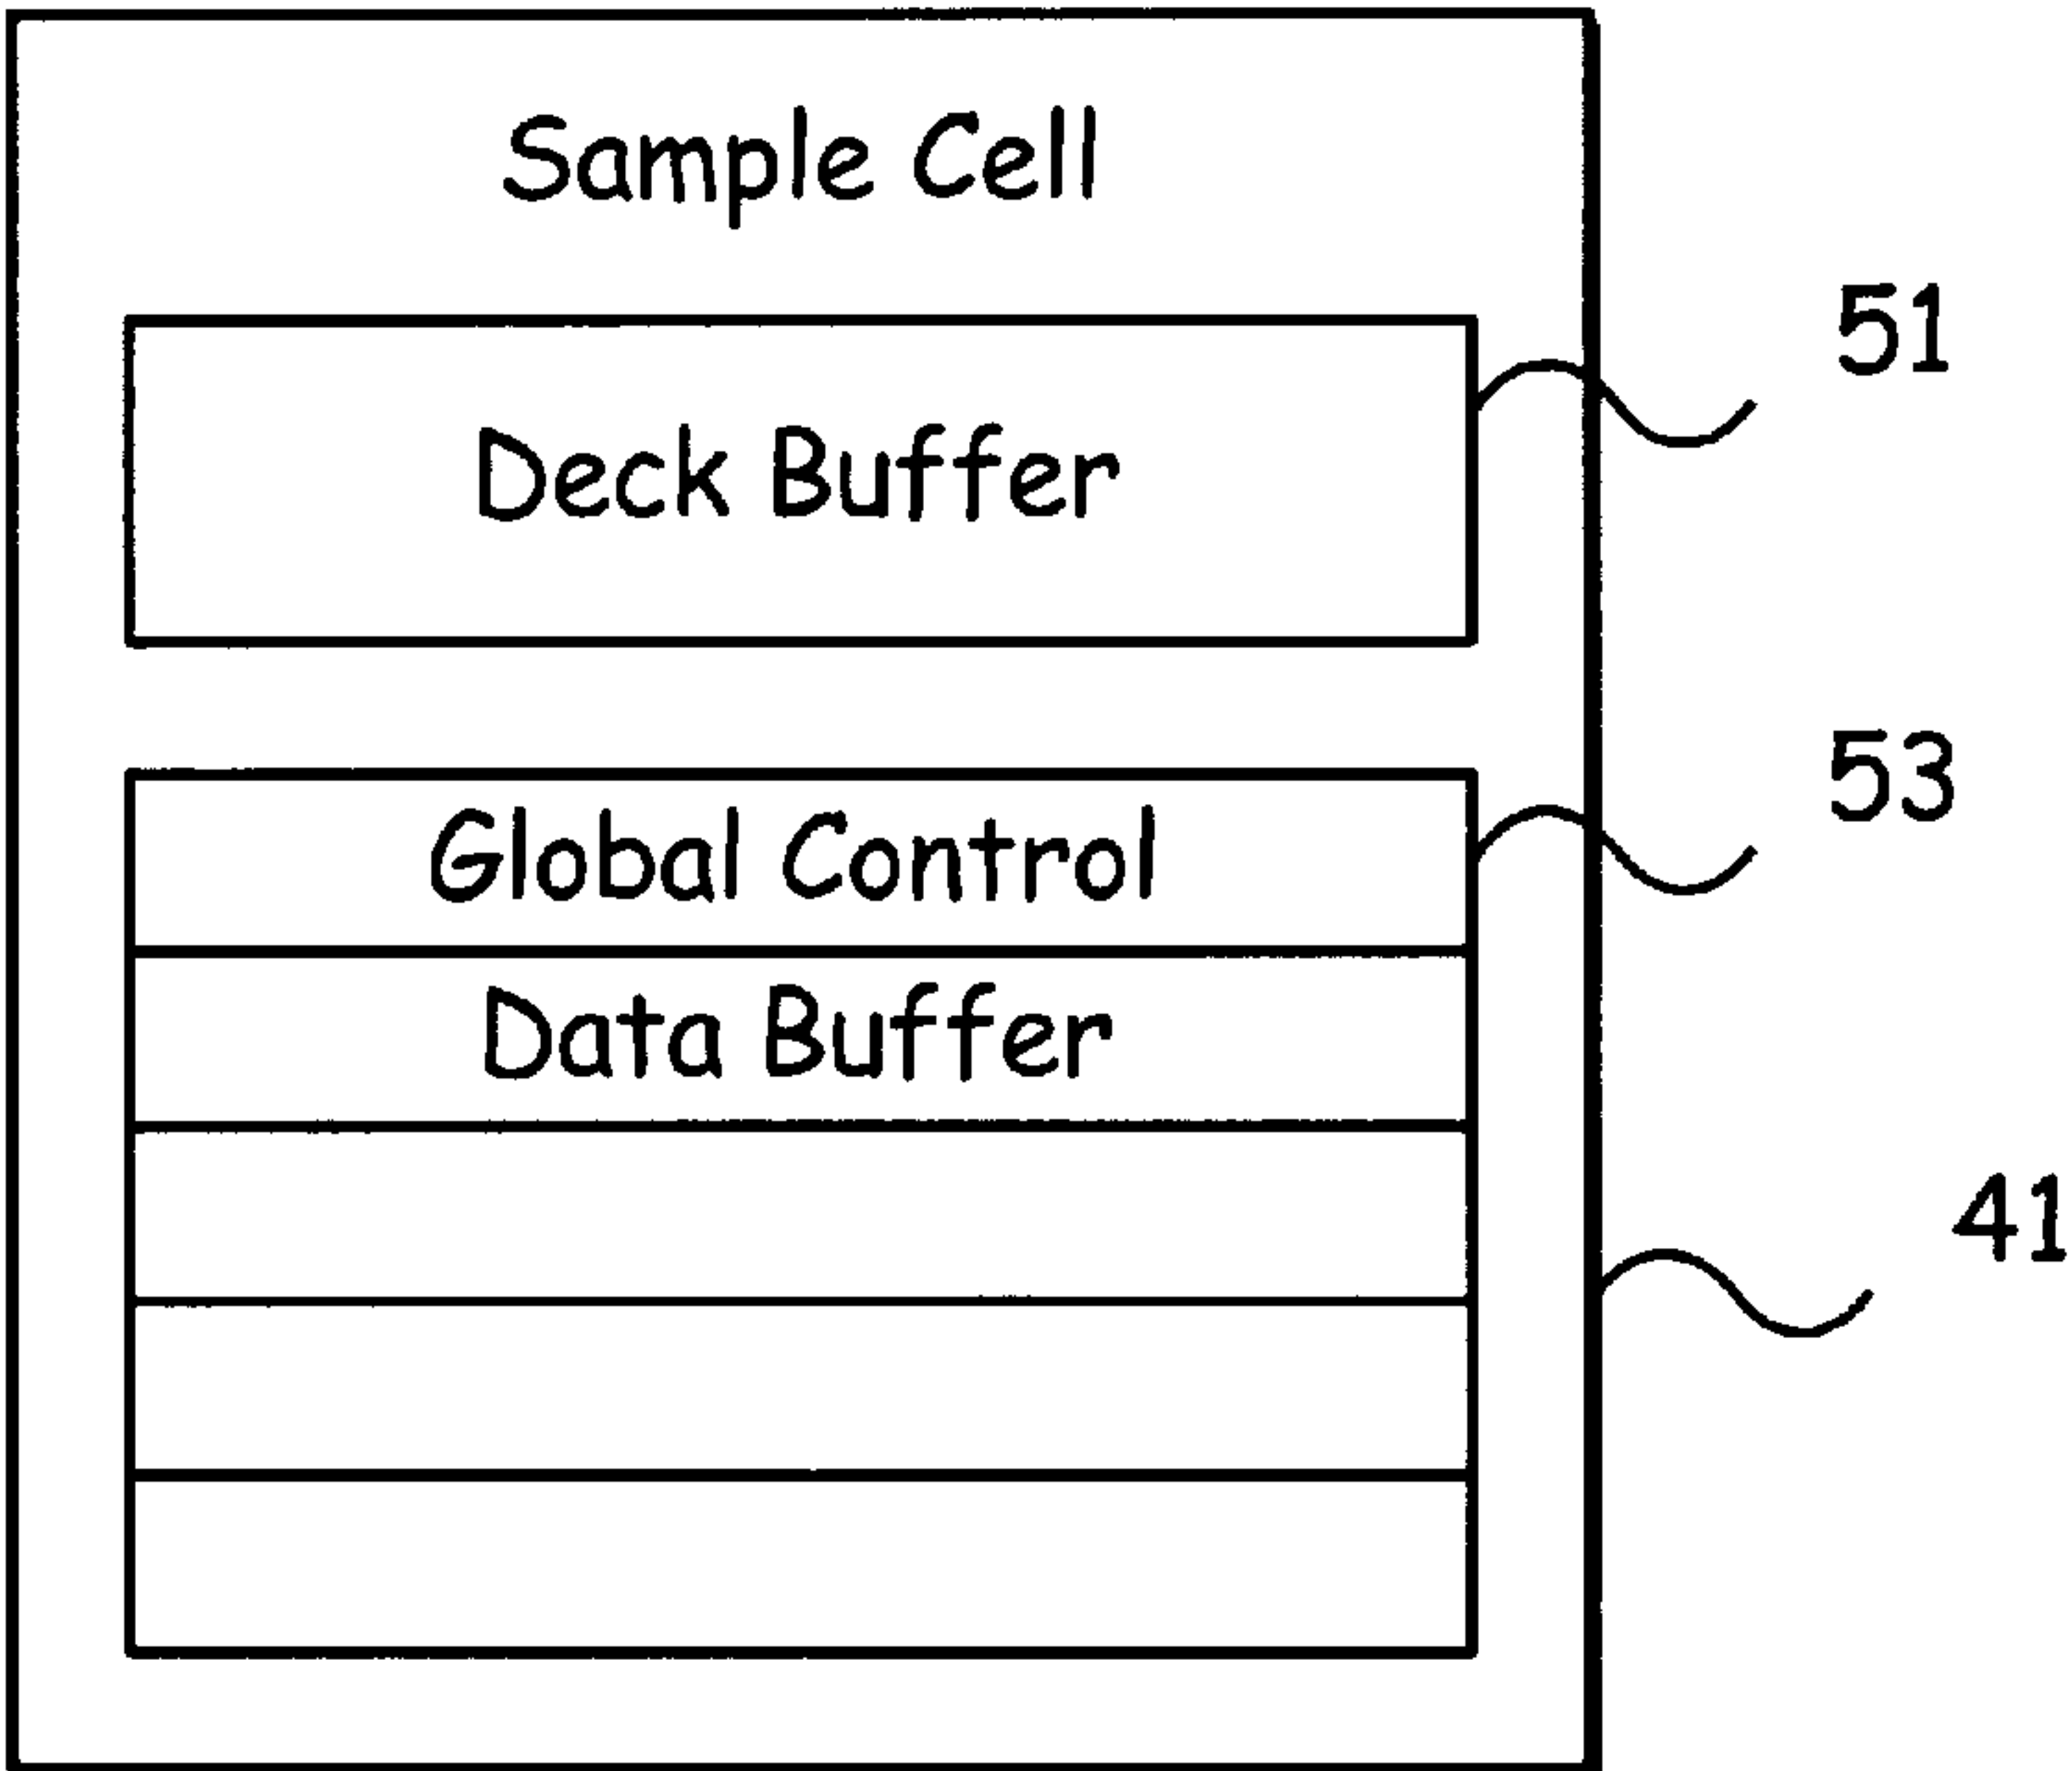 Sample Cell
51
Deck Buffer
53
Global Control
Data Buffer
41